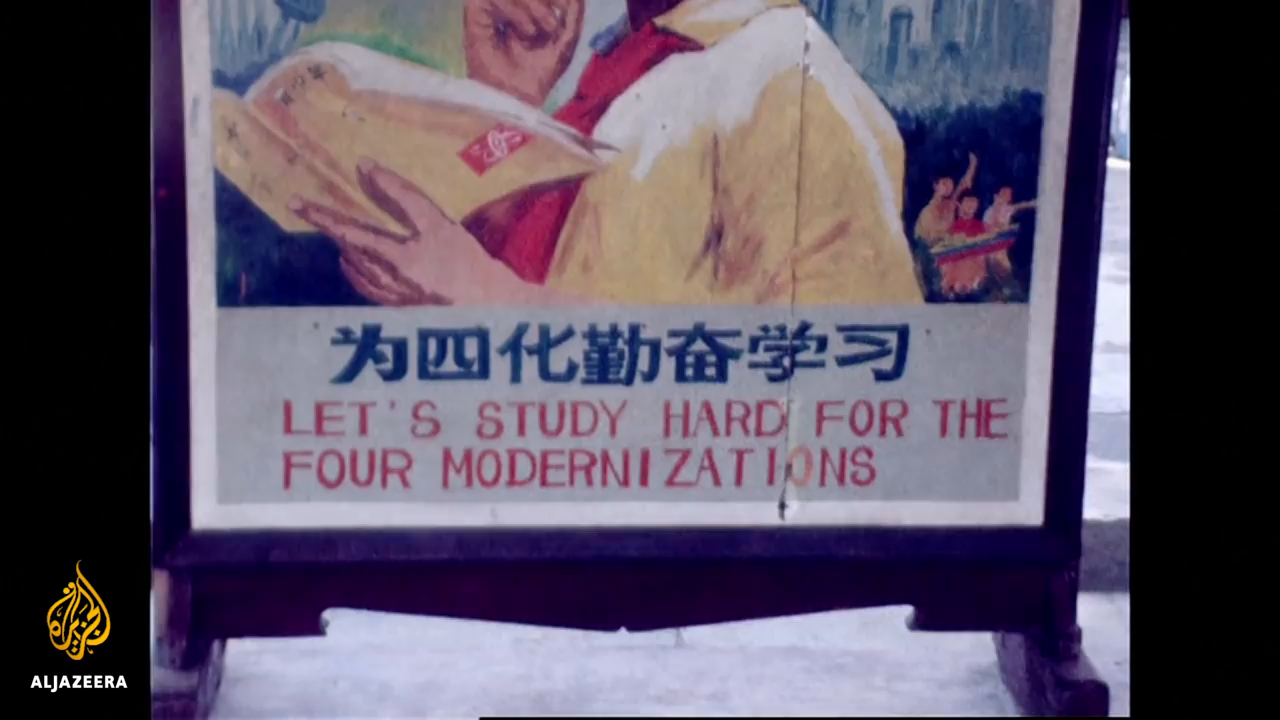 为四化勤奋学习
LET'S STUDY HARD FOR THE
FOUR MODERNIZATIONS
ALJAZEERA